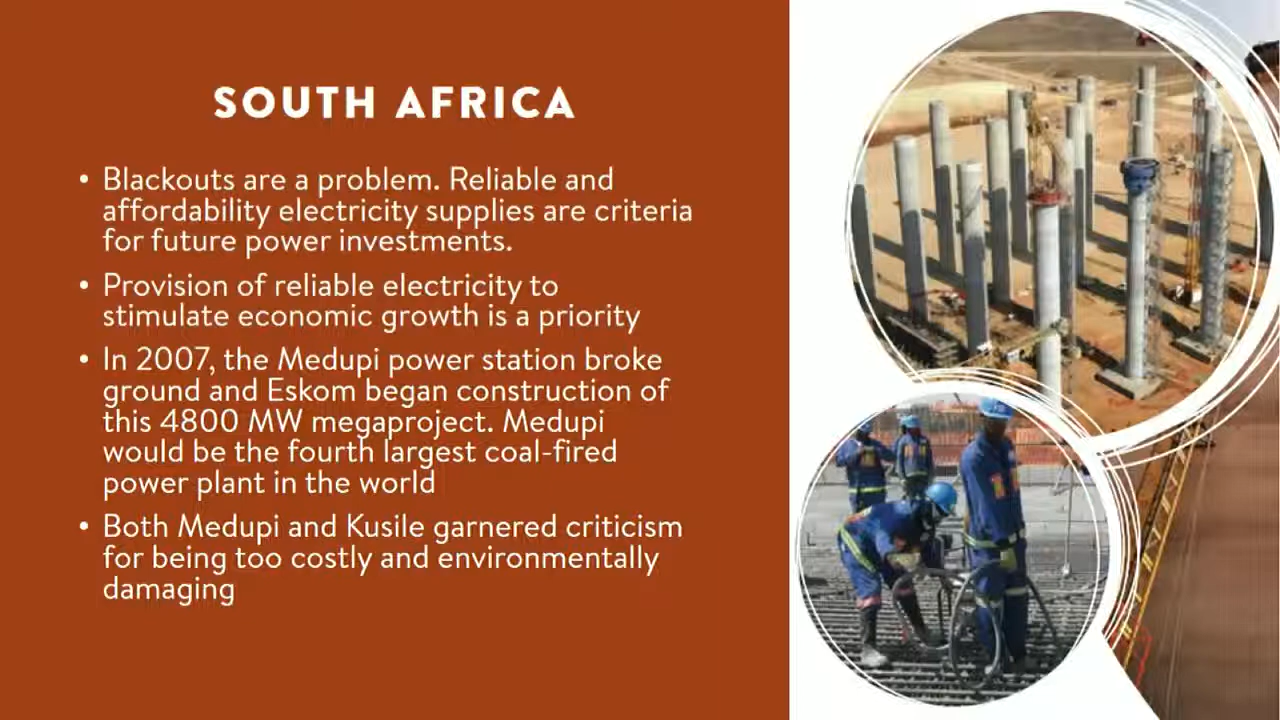 SOUTH AFRICA
• Blackouts are a problem. Reliable and
affordability electricity supplies are criteria
for future power investments.
• Provision of reliable electricity to
stimulate economic growth is a priority
• In 2007, the Medupi power station broke
ground and Eskom began construction of
this 4800 MW megaproject. Medupi
would be the fourth largest coal-fired
power plant in the world
• Both Medupi and Kusile garnered criticism
for being too costly and environmentally
damaging